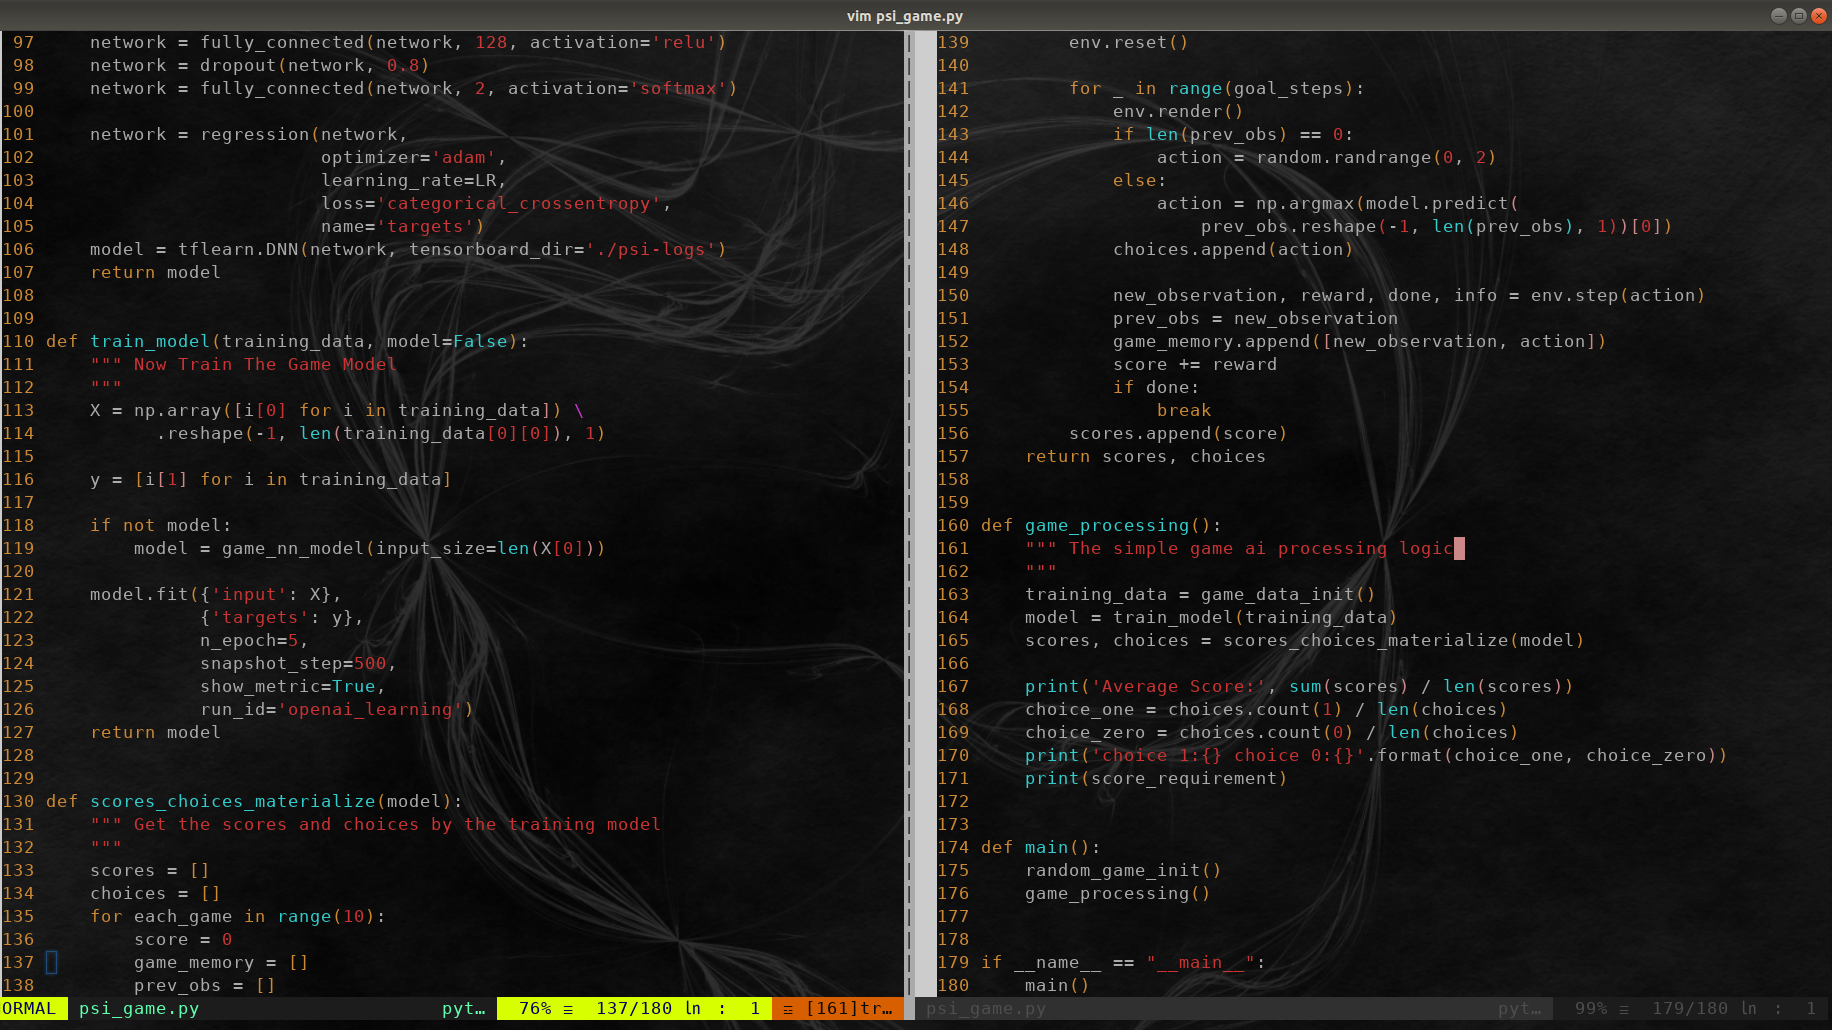 vim psi_game.py
97     network = fully_connected(network, 128, activation='relu')
98     network = dropout(network, 0.8)
99     network = fully_connected(network, 2, activation='softmax')
100
101     network = regression(network,
102                          optimizer='adam',
103                          learning_rate=LR,
104                          loss='categorical_crossentropy',
105                          name='targets')
106     model = tflearn.DNN(network, tensorboard_dir='./psi-logs')
107     return model
108
109
110 def train_model(training_data, model=False):
111     """ Now Train The Game Model
112     """
113     X = np.array([i[0] for i in training_data]) \
114           .reshape(-1, len(training_data[0][0]), 1)
115
116     y = [i[1] for i in training_data]
117
118     if not model:
119         model = game_nn_model(input_size=len(X[0]))
120
121     model.fit({'input': X},
122               {'targets': y},
123               n_epoch=5,
124               snapshot_step=500,
125               show_metric=True,
126               run_id='openai_learning')
127     return model
128
129
130 def scores_choices_materialize(model):
131     """ Get the scores and choices by the training model
132     """
133     scores = []
134     choices = []
135     for each_game in range(10):
136         score = 0
137         game_memory = []
138         prev_obs = []
ORMAL  psi_game.py  pyt…  76% ☰  137/180 ㏑ :  1  ☲ [161]tr…
139         env.reset()
140
141         for _ in range(goal_steps):
142             env.render()
143             if len(prev_obs) == 0:
144                 action = random.randrange(0, 2)
145             else:
146                 action = np.argmax(model.predict(
147                     prev_obs.reshape(-1, len(prev_obs), 1))[0])
148             choices.append(action)
149
150             new_observation, reward, done, info = env.step(action)
151             prev_obs = new_observation
152             game_memory.append([new_observation, action])
153             score += reward
154             if done:
155                 break
156         scores.append(score)
157     return scores, choices
158
159
160 def game_processing():
161     """ The simple game ai processing logic
162     """
163     training_data = game_data_init()
164     model = train_model(training_data)
165     scores, choices = scores_choices_materialize(model)
166
167     print('Average Score:', sum(scores) / len(scores))
168     choice_one = choices.count(1) / len(choices)
169     choice_zero = choices.count(0) / len(choices)
170     print('choice 1:{} choice 0:{}'.format(choice_one, choice_zero))
171     print(score_requirement)
172
173
174 def main():
175     random_game_init()
176     game_processing()
177
178
179 if __name__ == "__main__":
180     main()
psi_game.py  pyt…  99% ☰  179/180 ㏑ :  1